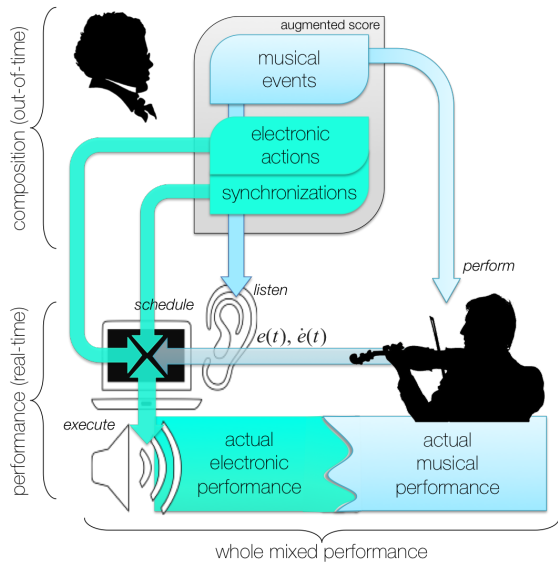 augmented score
musical
events
electronic
actions
synchronizations
composition (out-of-time)
perform
listen
schedule
e(t), ė(t)
performance (real-time)
execute
actual
electronic
performance
actual
musical
performance
whole mixed performance